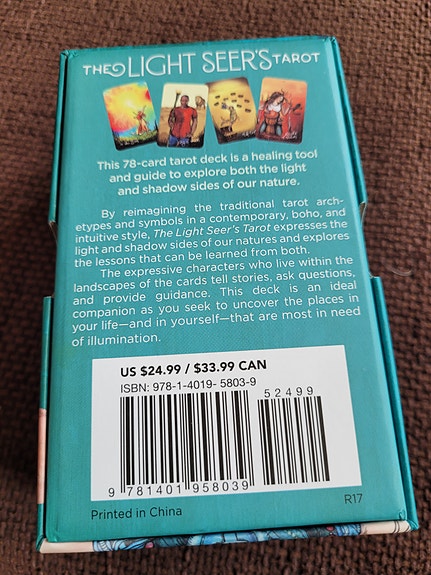 THE LIGHT SEER'S TAROT
This 78-card tarot deck is a healing tool
and guide to explore both the light
and shadow sides of our nature.
By reimagining the traditional tarot arch-
etypes and symbols in a contemporary, boho, and
intuitive style, The Light Seer's Tarot expresses the
light and shadow sides of our natures and explores
the lessons that can be learned from both.
The expressive characters who live within the
landscapes of the cards tell stories, ask questions,
and provide guidance. This deck is an ideal
companion as you seek to uncover the places in
your life—and in yourself—that are most in need
of illumination.
US $24.99 / $33.99 CAN
ISBN: 978-1-4019- 5803-9
52499
9 781401 958039
Printed in China
R17